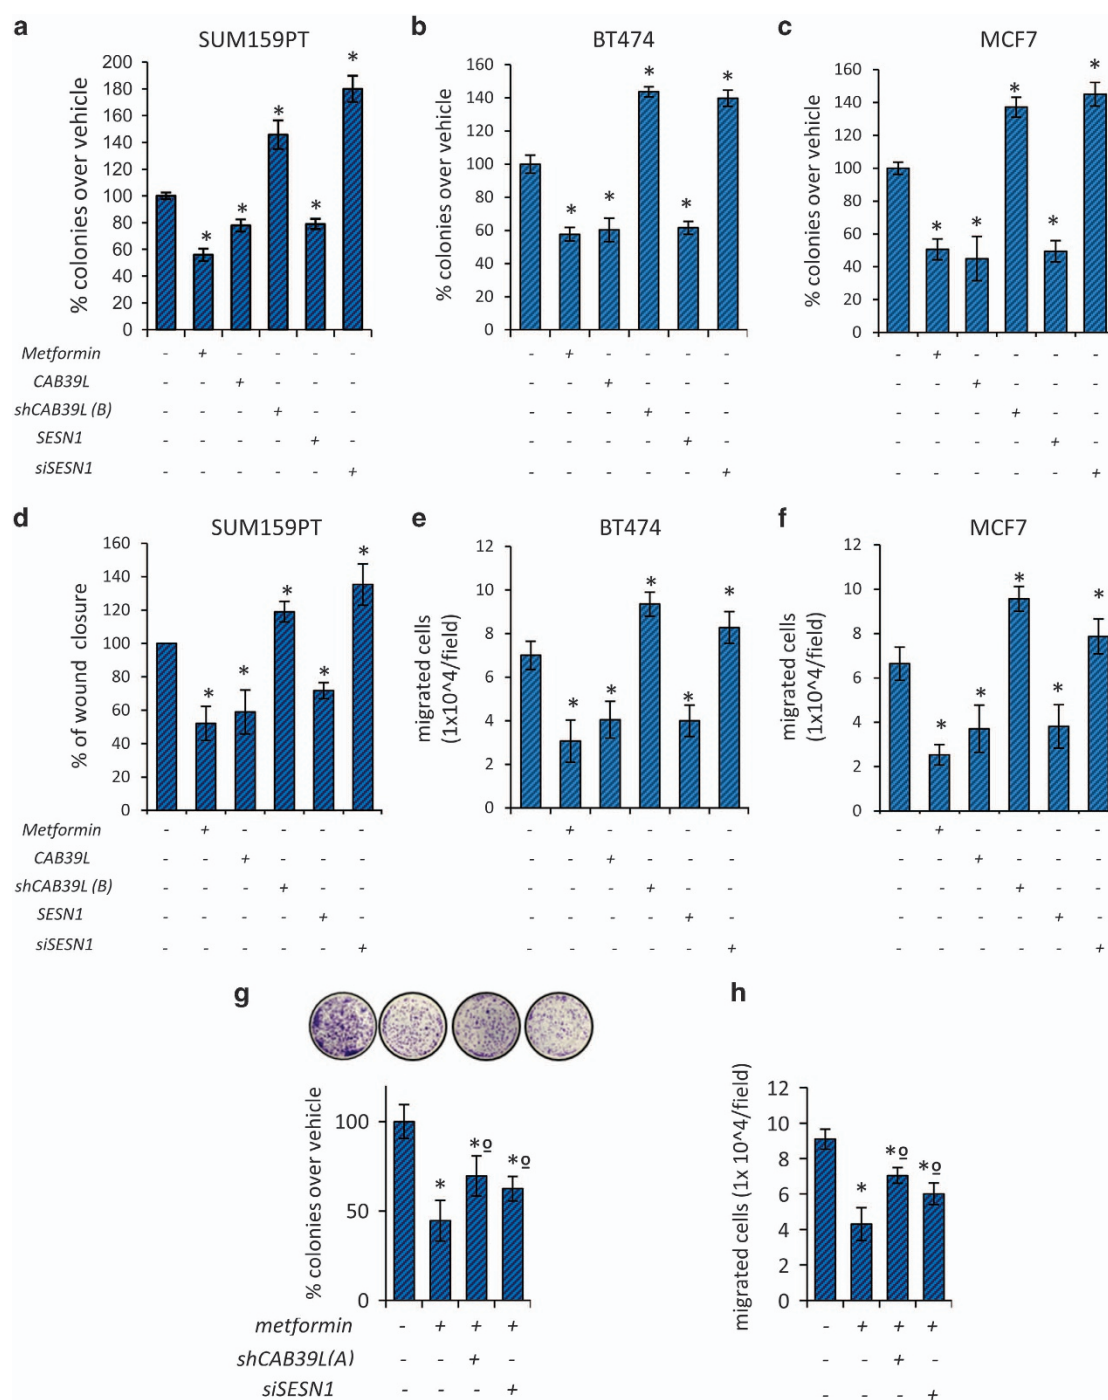 a SUM159PT
% colonies over vehicle
200
180
160
140
120
100
80
60
40
20
0
* * * * *
b BT474
% colonies over vehicle
160
140
120
100
80
60
40
20
0
* * * * *
c MCF7
% colonies over vehicle
160
140
120
100
80
60
40
20
0
* * * * *
Metformin - + - - - - - + - - - - - + - - - -
CAB39L - - + - - - - - + - - - - - + - - -
shCAB39L (B) - - - + - - - - - + - - - - - + - -
SESN1 - - - - + - - - - - + - - - - - + -
siSESN1 - - - - - + - - - - - + - - - - - +
d SUM159PT
% of wound closure
160
140
120
100
80
60
40
20
0
* * * * *
e BT474
migrated cells
(1x10^4/field)
12
10
8
6
4
2
0
* * * * *
f MCF7
migrated cells
(1x10^4/field)
12
10
8
6
4
2
0
* * * * *
Metformin - + - - - - - + - - - - - + - - - -
CAB39L - - + - - - - - + - - - - - + - - -
shCAB39L (B) - - - + - - - - - + - - - - - + - -
SESN1 - - - - + - - - - - + - - - - - + -
siSESN1 - - - - - + - - - - - + - - - - - +
g
% colonies over vehicle
100
50
0
* *º *º
metformin - + + +
shCAB39L(A) - - + -
siSESN1 - - - +
h
migrated cells (1x 10^4/field)
12
10
8
6
4
2
0
* *º *º
- + + +
- - + -
- - - +